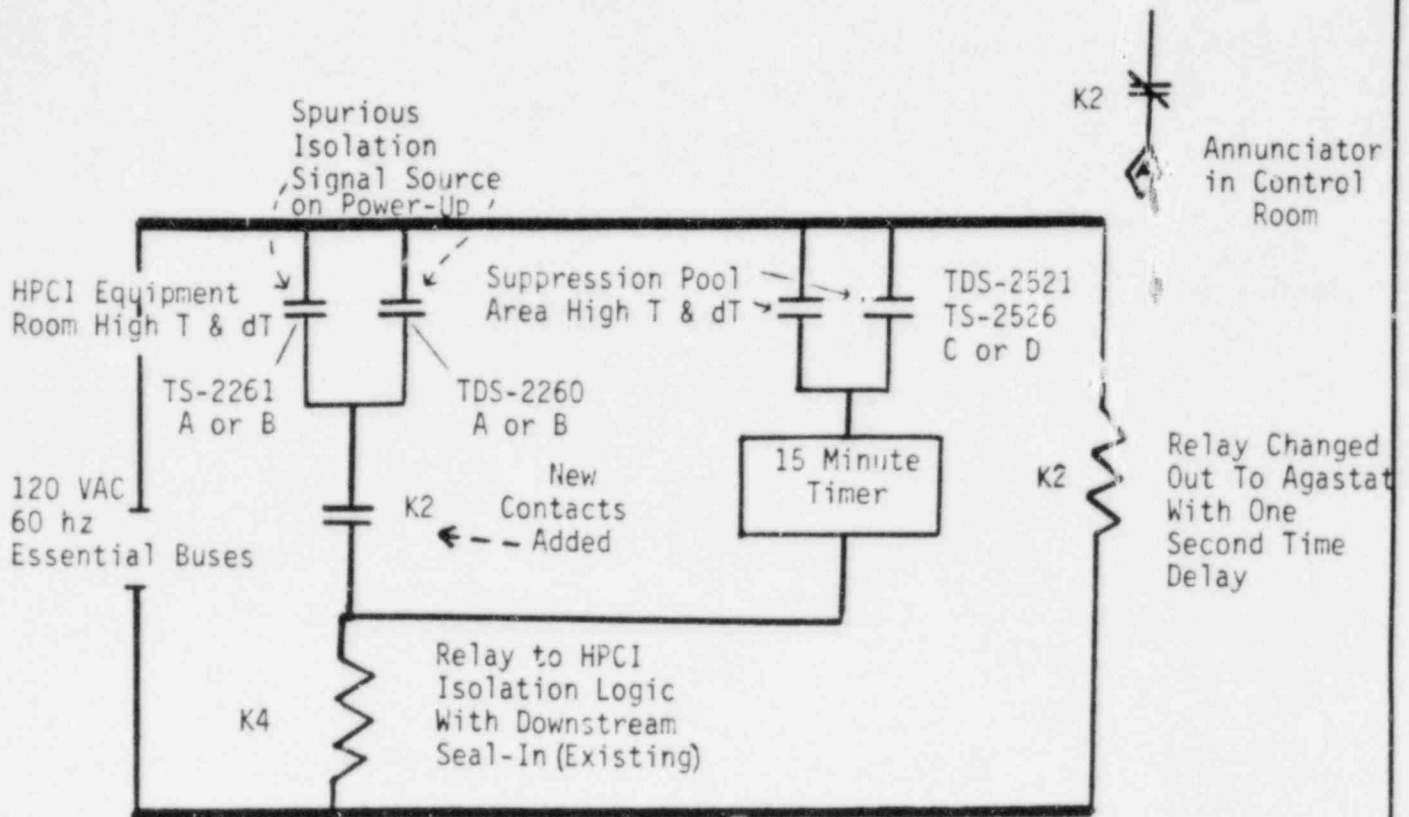 K2
Annunciator
in Control
Room
A
Spurious
Isolation
Signal Source
on Power-Up
HPCI Equipment
Room High T & dT
Suppression Pool
Area High T & dT
TDS-2521
TS-2526
C or D
TS-2261
A or B
TDS-2260
A or B
120 VAC
60 hz
Essential Buses
K2
New
Contacts
Added
15 Minute
Timer
K2
Relay Changed
Out To Agastat
With One
Second Time
Delay
K4
Relay to HPCI
Isolation Logic
With Downstream
Seal-In (Existing)